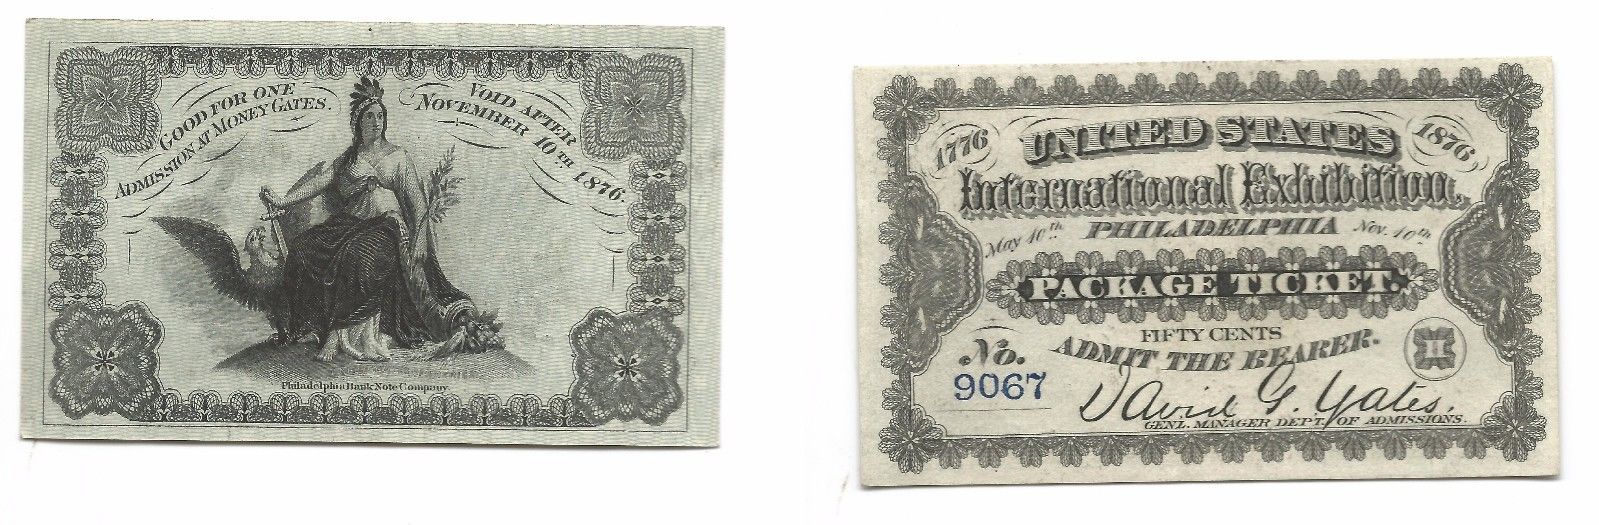 GOOD FOR ONE
ADMISSION AT MONEY GATES.
VOID AFTER
NOVEMBER 10TH 1876.
Philadelphia Bank Note Company.
1776
UNITED STATES
1876
International Exhibition,
May 10th
PHILADELPHIA
Nov. 10th
PACKAGE TICKET.
FIFTY CENTS
ADMIT THE BEARER.
No.
9067
David G. Yates,
GENL. MANAGER DEPT. OF ADMISSIONS.